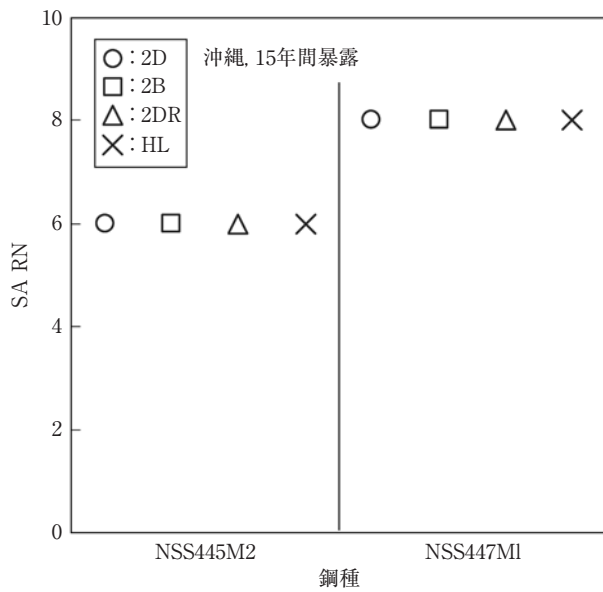 10
8
6
4
2
0
SA RN
○：2D
□：2B
△：2DR
×：HL
沖縄, 15年間暴露
NSS445M2
NSS447M1
鋼種